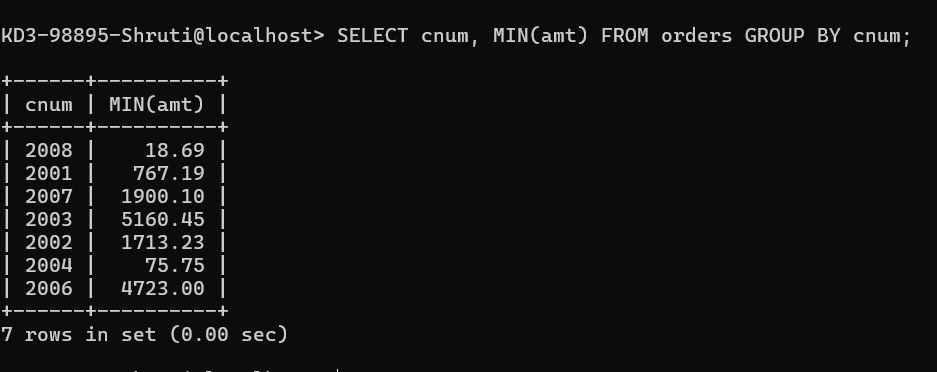 KD3-98895-Shruti@localhost> SELECT cnum, MIN(amt) FROM orders GROUP BY cnum;
+------+----------+
| cnum | MIN(amt) |
+------+----------+
| 2008 |    18.69 |
| 2001 |   767.19 |
| 2007 |  1900.10 |
| 2003 |  5160.45 |
| 2002 |  1713.23 |
| 2004 |    75.75 |
| 2006 |  4723.00 |
+------+----------+
7 rows in set (0.00 sec)